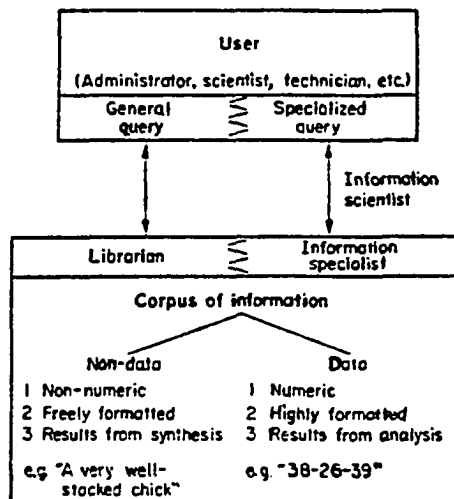 User
(Administrator, scientist, technician, etc.)
General query
Specialized query
Information scientist
Librarian
Information specialist
Corpus of information
Non-data
1 Non-numeric
2 Freely formatted
3 Results from synthesis
e.g. "A very well-
stacked chick"
Data
1 Numeric
2 Highly formatted
3 Results from analysis
e.g. "38-26-39"